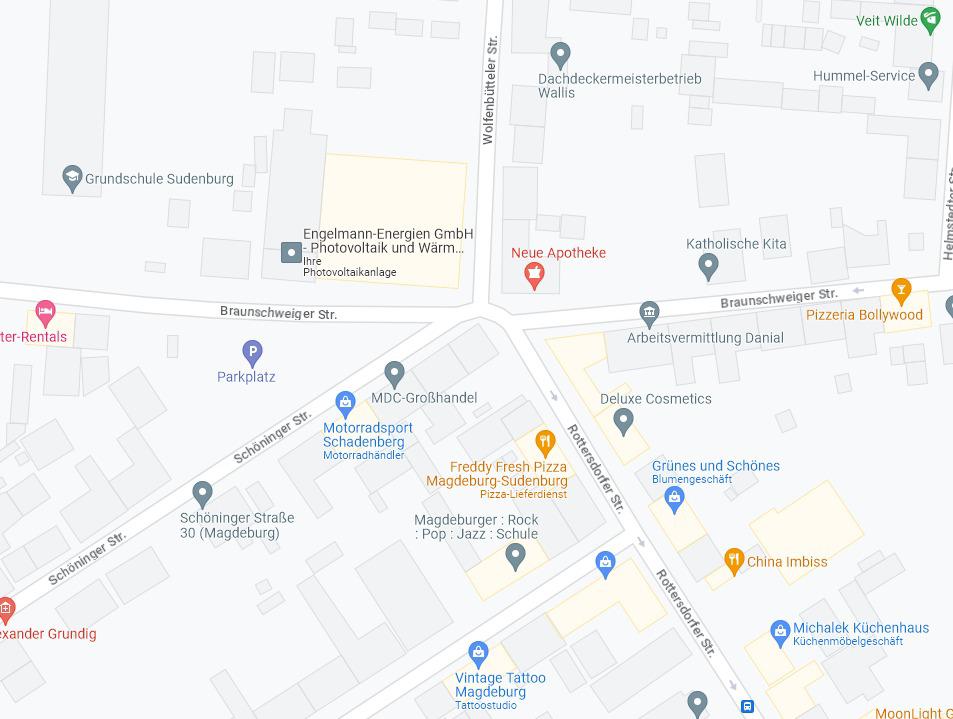 Veit Wilde
Dachdeckermeisterbetrieb
Wallis
Hummel-Service
Wolfenbütteler Str.
Grundschule Sudenburg
Helmstedter Str.
Engelmann-Energien GmbH
- Photovoltaik und Wärm...
Ihre
Photovoltaikanlage
Neue Apotheke
Katholische Kita
Braunschweiger Str.
Braunschweiger Str.
Pizzeria Bollywood
ter-Rentals
Arbeitsvermittlung Danial
P
Parkplatz
MDC-Großhandel
Deluxe Cosmetics
Motorradsport
Schadenberg
Motorradhändler
Schöninger Str.
Rottersdorfer Str.
Freddy Fresh Pizza
Magdeburg-Sudenburg
Pizza-Lieferdienst
Grünes und Schönes
Blumengeschäft
Schöninger Straße
30 (Magdeburg)
Magdeburger : Rock
: Pop : Jazz : Schule
Schöninger Str.
China Imbiss
Rottersdorfer Str.
exander Grundig
Michalek Küchenhaus
Küchenmöbelgeschäft
Vintage Tattoo
Magdeburg
Tattoostudio
MoonLight G